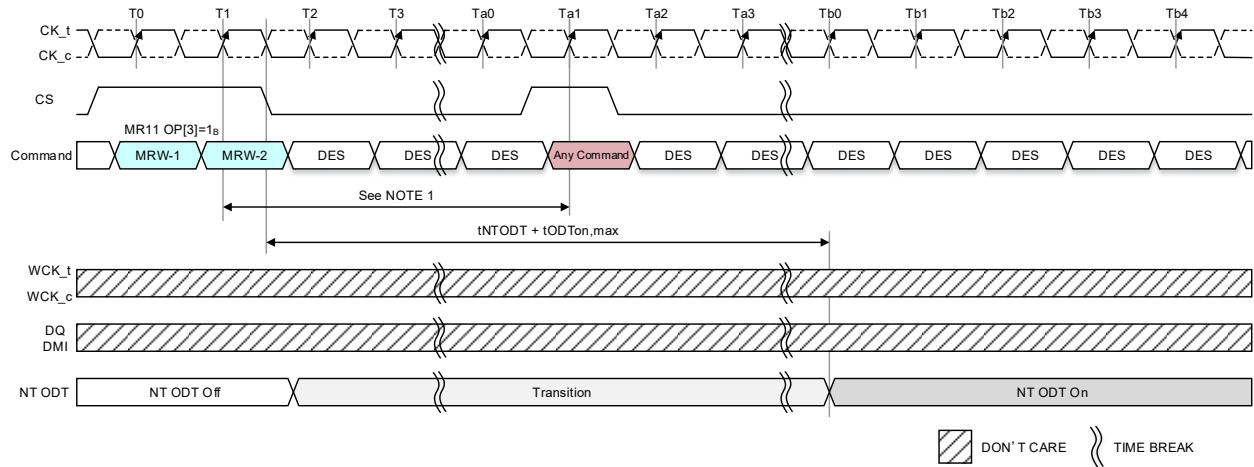 T0 T1 T2 T3 Ta0 Ta1 Ta2 Ta3 Tb0 Tb1 Tb2 Tb3 Tb4
CK_t
CK_c
CS
MR11 OP[3]=1B
Command MRW-1 MRW-2 DES DES DES Any Command DES DES DES DES DES DES DES
See NOTE 1
tNTODT + tODTon,max
WCK_t
WCK_c
DQ
DMI
NT ODT NT ODT Off Transition NT ODT On
DON'T CARE TIME BREAK